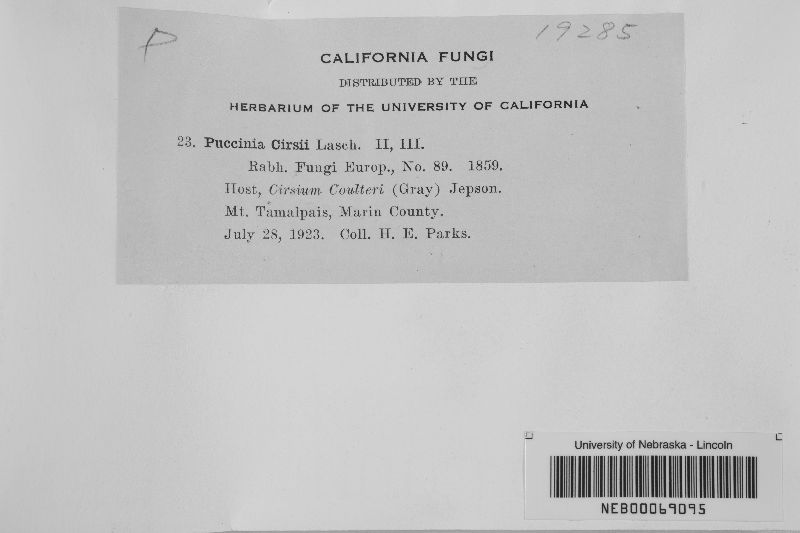 P
19285
CALIFORNIA FUNGI
DISTRIBUTED BY THE
HERBARIUM OF THE UNIVERSITY OF CALIFORNIA
23. Puccinia Cirsii Lasch. II, III.
Rabh. Fungi Europ., No. 89. 1859.
Host, Cirsium Coulteri (Gray) Jepson.
Mt. Tamalpais, Marin County.
July 28, 1923. Coll. H. E. Parks.
University of Nebraska - Lincoln
NEB00069095